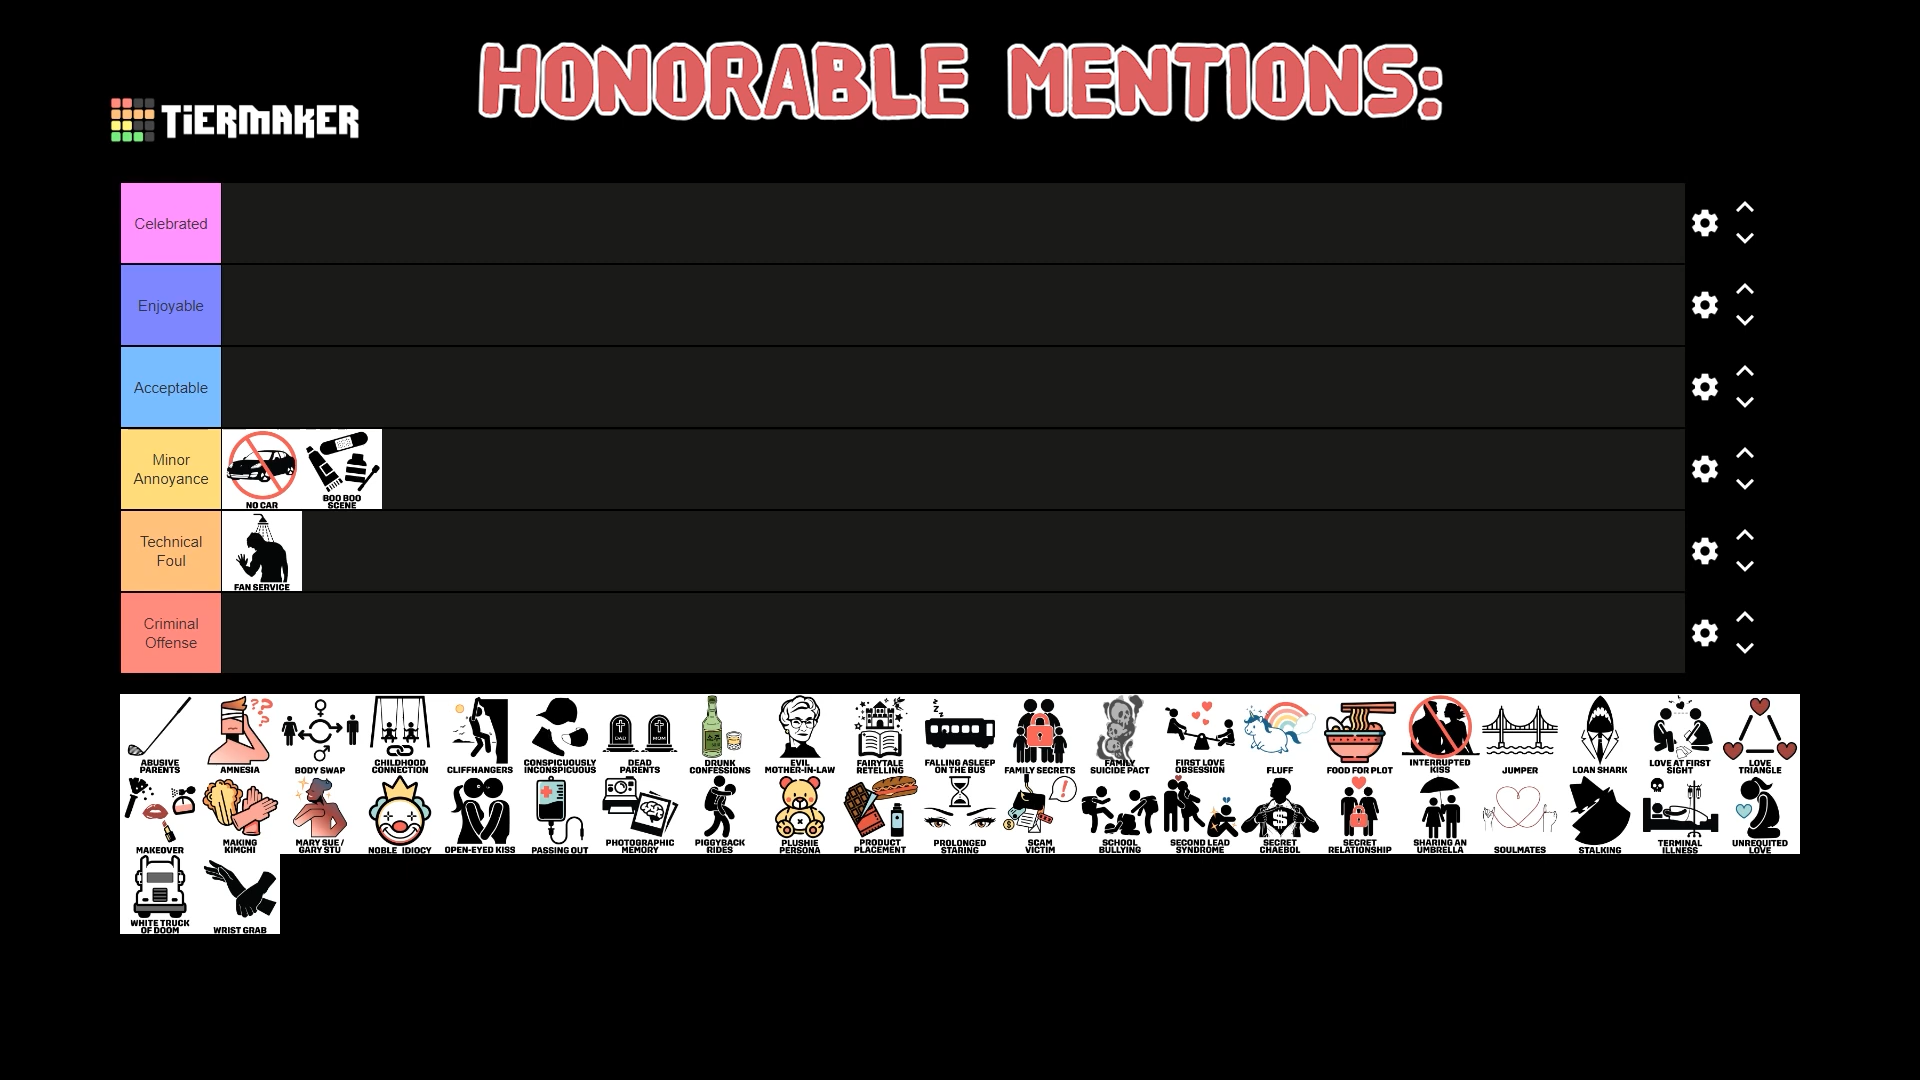 HONORABLE MENTIONS:
TiERMAKER
Celebrated
Enjoyable
Acceptable
Minor
Annoyance
NO CAR
BOO BOO
SCENE
Technical
Foul
FAN SERVICE
Criminal
Offense
ABUSIVE
PARENTS
AMNESIA
???
BODY SWAP
CHILDHOOD
CONNECTION
CLIFFHANGERS
CONSPICUOUSLY
INCONSPICUOUS
DAD
MOM
DEAD
PARENTS
DRUNK
CONFESSIONS
EVIL
MOTHER-IN-LAW
FAIRYTALE
RETELLING
FALLING ASLEEP
ON THE BUS
FAMILY SECRETS
FAMILY
SUICIDE PACT
FIRST LOVE
OBSESSION
FLUFF
FOOD FOR PLOT
INTERRUPTED
KISS
JUMPER
LOAN SHARK
LOVE AT FIRST
SIGHT
LOVE
TRIANGLE
MAKEOVER
MAKING
KIMCHI
MARY SUE /
GARY STU
NOBLE IDIOCY
OPEN-EYED KISS
PASSING OUT
PHOTOGRAPHIC
MEMORY
PIGGYBACK
RIDES
PLUSHIE
PERSONA
PRODUCT
PLACEMENT
PROLONGED
STARING
SCAM
VICTIM
SCHOOL
BULLYING
SECOND LEAD
SYNDROME
SECRET
CHAEBOL
SECRET
RELATIONSHIP
SHARING AN
UMBRELLA
SOULMATES
STALKING
TERMINAL
ILLNESS
UNREQUITED
LOVE
WHITE TRUCK
OF DOOM
WRIST GRAB